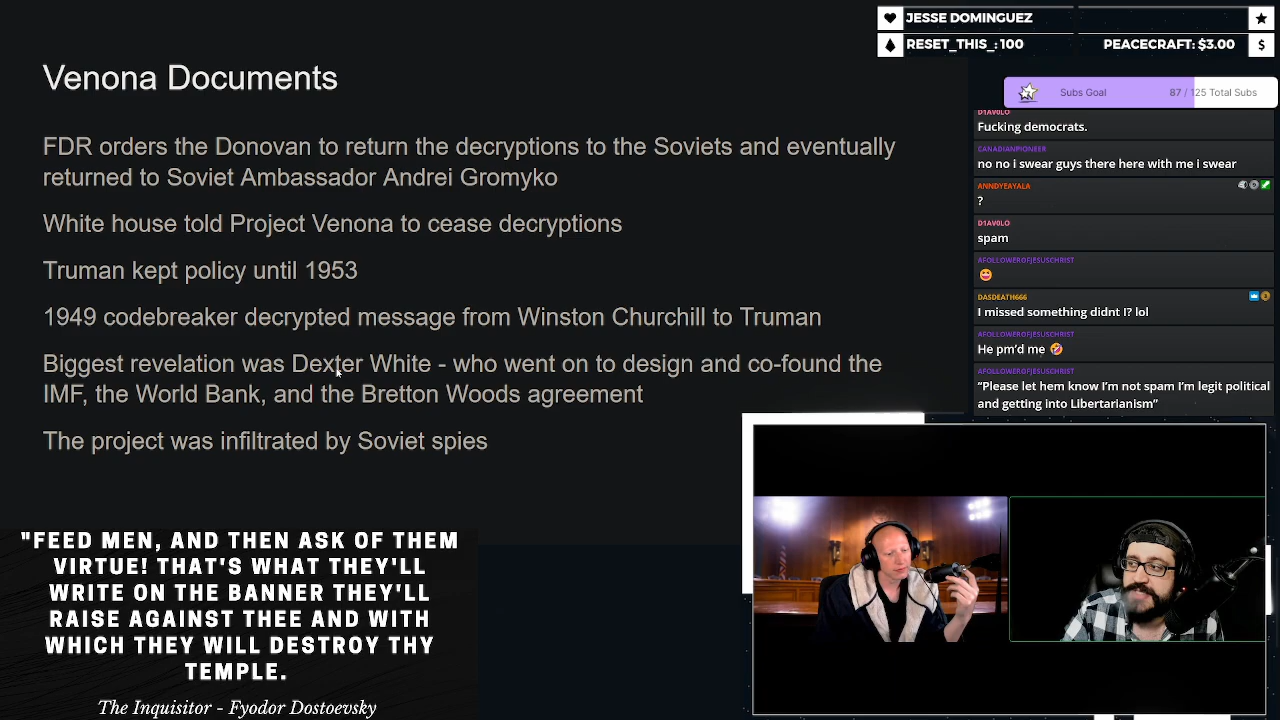 JESSE DOMINGUEZ
RESET_THIS_: 100
PEACECRAFT: $3.00
$
Subs Goal
87 / 125 Total Subs
Venona Documents
FDR orders the Donovan to return the decryptions to the Soviets and eventually
returned to Soviet Ambassador Andrei Gromyko
White house told Project Venona to cease decryptions
Truman kept policy until 1953
1949 codebreaker decrypted message from Winston Churchill to Truman
Biggest revelation was Dexter White - who went on to design and co-found the
IMF, the World Bank, and the Bretton Woods agreement
The project was infiltrated by Soviet spies
D1AV0LO
Fucking democrats.
CANADIANPIONEER
no no i swear guys there here with me i swear
ANNDYEAYALA
?
D1AV0LO
spam
AFOLLOWEROFJESUSCHRIST
😄
DASDEATH666
I missed something didnt I? lol
AFOLLOWEROFJESUSCHRIST
He pm’d me 🤣
AFOLLOWEROFJESUSCHRIST
“Please let hem know I’m not spam I’m legit political
and getting into Libertarianism”
"FEED MEN, AND THEN ASK OF THEM
VIRTUE! THAT'S WHAT THEY'LL
WRITE ON THE BANNER THEY'LL
RAISE AGAINST THEE AND WITH
WHICH THEY WILL DESTROY THY
TEMPLE.
The Inquisitor - Fyodor Dostoevsky